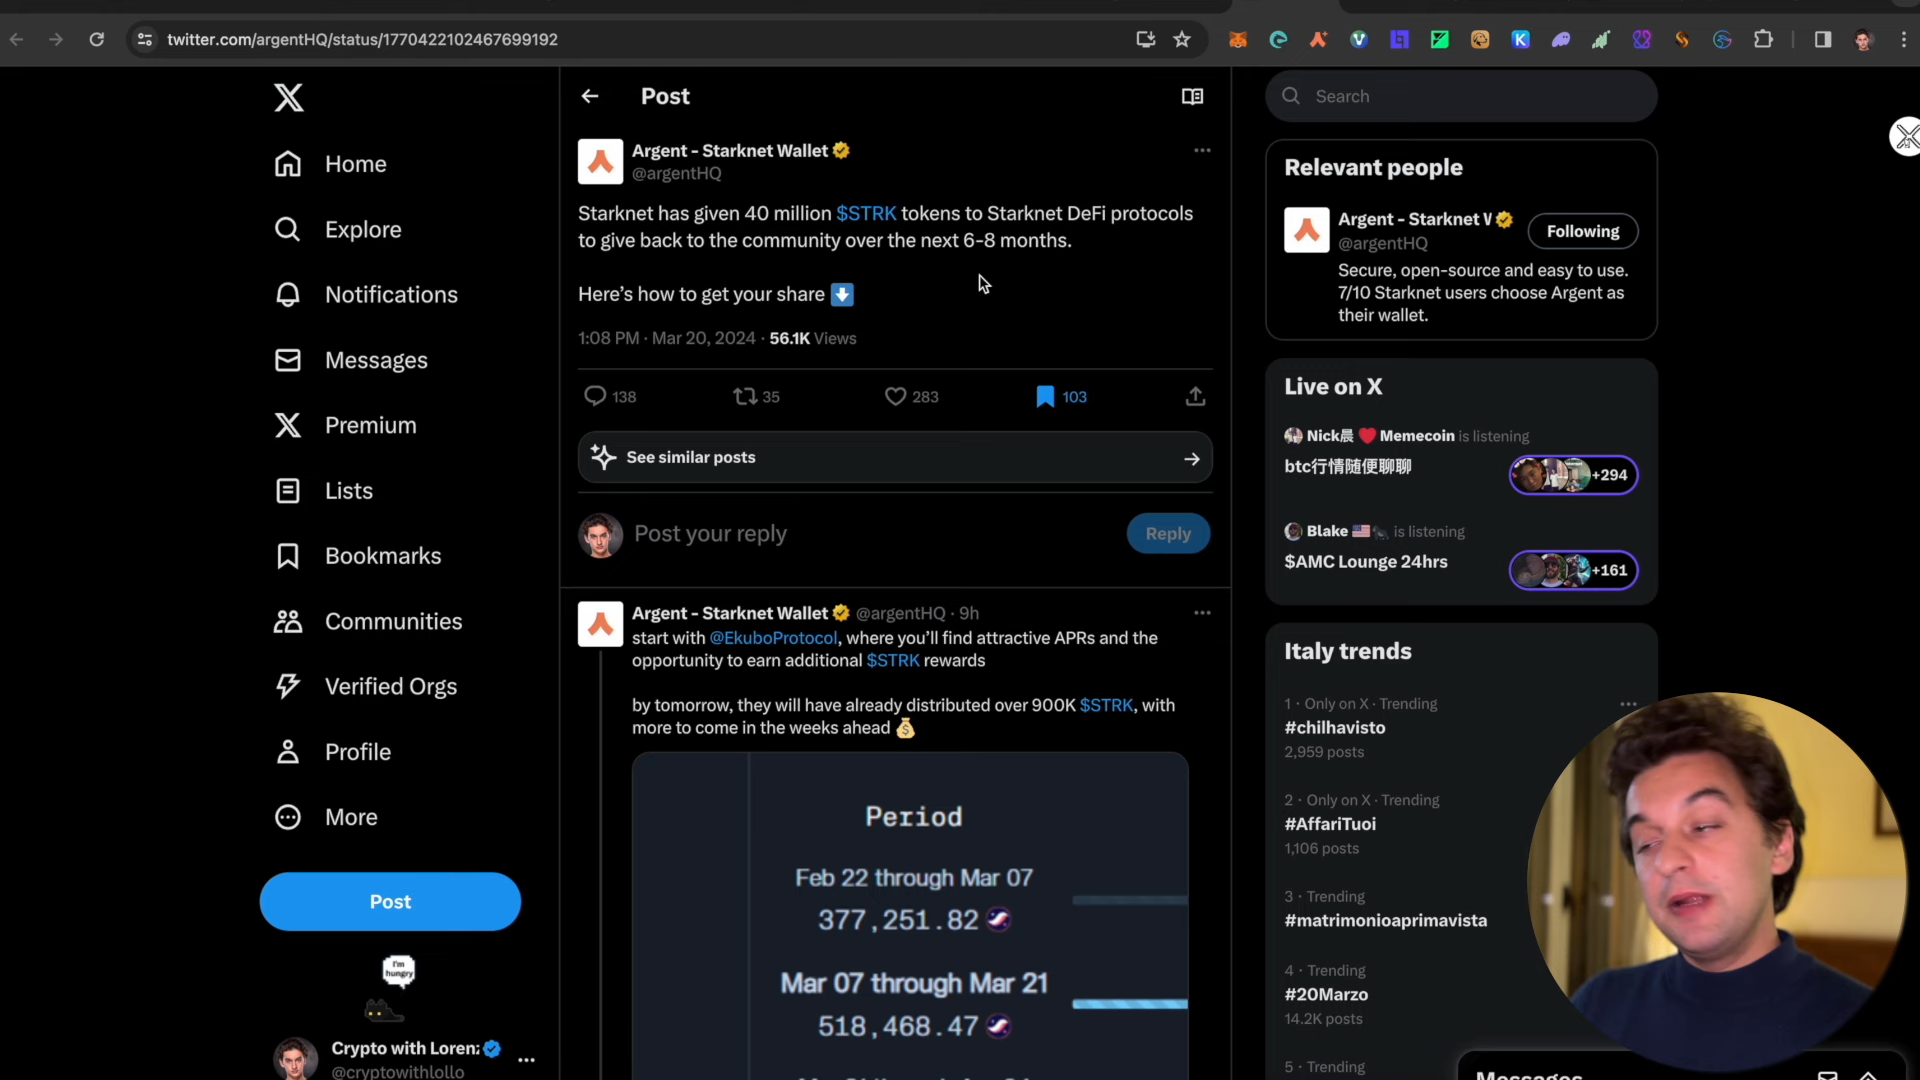 twitter.com/argentHQ/status/1770422102467699192
Home
Explore
Notifications
Messages
Premium
Lists
Bookmarks
Communities
Verified Orgs
Profile
More
Post
I'm
hungry
Crypto with Loren
@cryptowithlollo
Post
Argent - Starknet Wallet
@argentHQ
Starknet has given 40 million $STRK tokens to Starknet DeFi protocols
to give back to the community over the next 6-8 months.
Here's how to get your share
1:08 PM · Mar 20, 2024 · 56.1K Views
138
35
283
103
See similar posts
Post your reply
Reply
Argent - Starknet Wallet @argentHQ · 9h
start with @EkuboProtocol, where you'll find attractive APRs and the
opportunity to earn additional $STRK rewards
by tomorrow, they will have already distributed over 900K $STRK, with
more to come in the weeks ahead
Period
Feb 22 through Mar 07
377,251.82
Mar 07 through Mar 21
518,468.47
Search
Relevant people
Argent - Starknet W
@argentHQ
Following
Secure, open-source and easy to use.
7/10 Starknet users choose Argent as
their wallet.
Live on X
Nick晨 Memecoin is listening
btc行情随便聊聊
+294
Blake is listening
$AMC Lounge 24hrs
+161
Italy trends
1 · Only on X · Trending
#chilhavisto
2,959 posts
2 · Only on X · Trending
#AffariTuoi
1,106 posts
3 · Trending
#matrimonioaprimavista
4 · Trending
#20Marzo
14.2K posts
5 · Trending
Messages